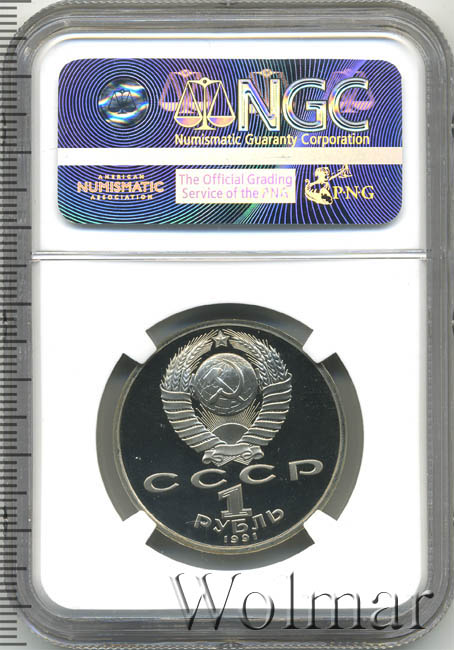 NGC
Numismatic Guaranty Corporation
AMERICAN
NUMISMATIC
ASSOCIATION
The Official Grading
Service of the PNG
P·N·G
СССР
1
РУБЛЬ
1991
Wolmar